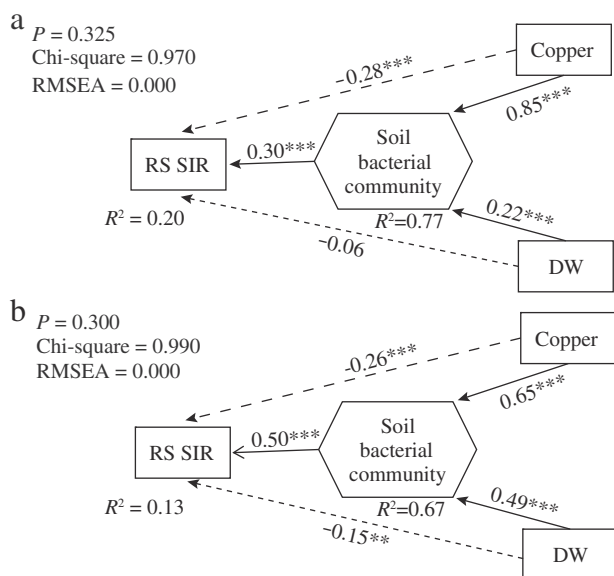 a
P = 0.325
Chi-square = 0.970
RMSEA = 0.000
Copper
−0.28***
0.85***
Soil
bacterial
community
0.30***
RS SIR
R² = 0.20
R²=0.77
0.22***
−0.06
DW
b
P = 0.300
Chi-square = 0.990
RMSEA = 0.000
Copper
-0.26***
0.65***
Soil
bacterial
community
0.50***
RS SIR
R² = 0.13
R²=0.67
0.49***
−0.15**
DW